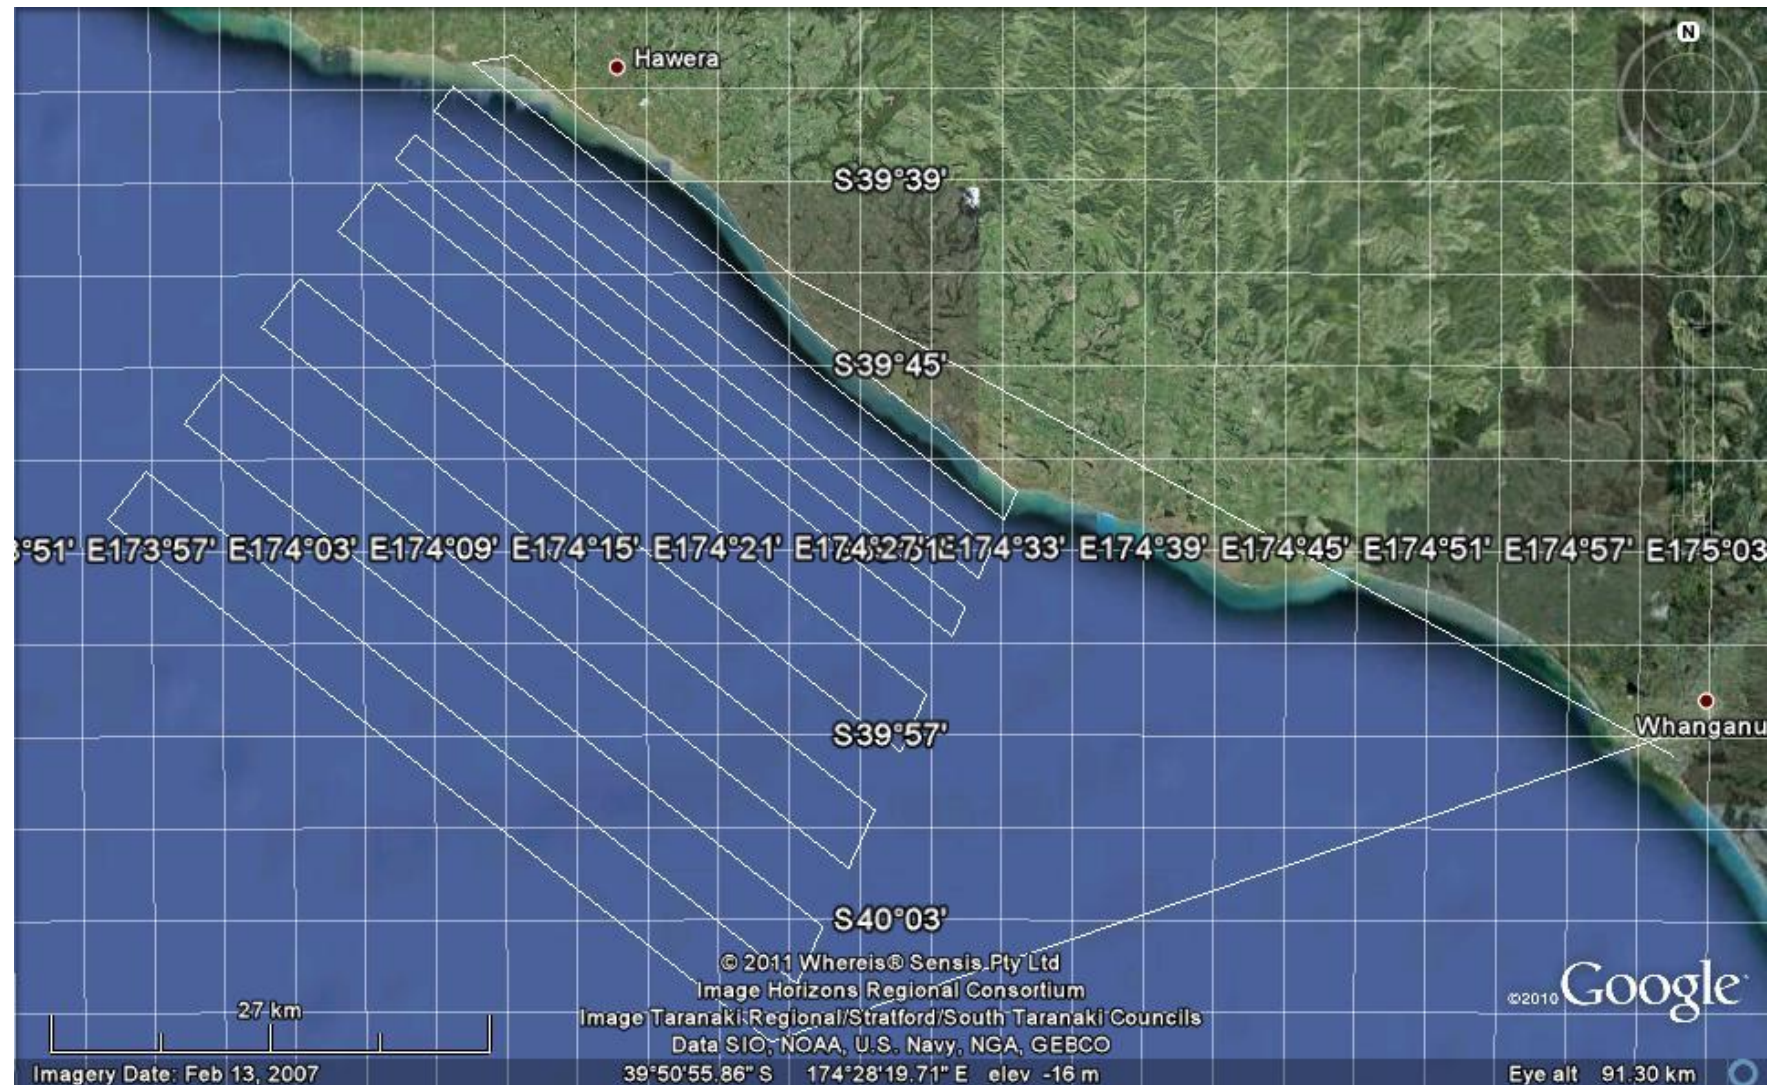 N
Hawera
S39°39'
S39°45'
3°51' E173°57' E174°03' E174°09' E174°15' E174°21' E174°27' E174°33' E174°39' E174°45' E174°51' E174°57' E175°03'
S39°57'
Whanganu
S40°03'
© 2011 Whereis® Sensis Pty Ltd
Image Horizons Regional Consortium
©2010 Google
27 km
Image Taranaki Regional/Stratford/South Taranaki Councils
Data SIO, NOAA, U.S. Navy, NGA, GEBCO
Imagery Date: Feb 13, 2007 39°50'55.86" S 174°28'19.71" E elev -16 m Eye alt 91.30 km